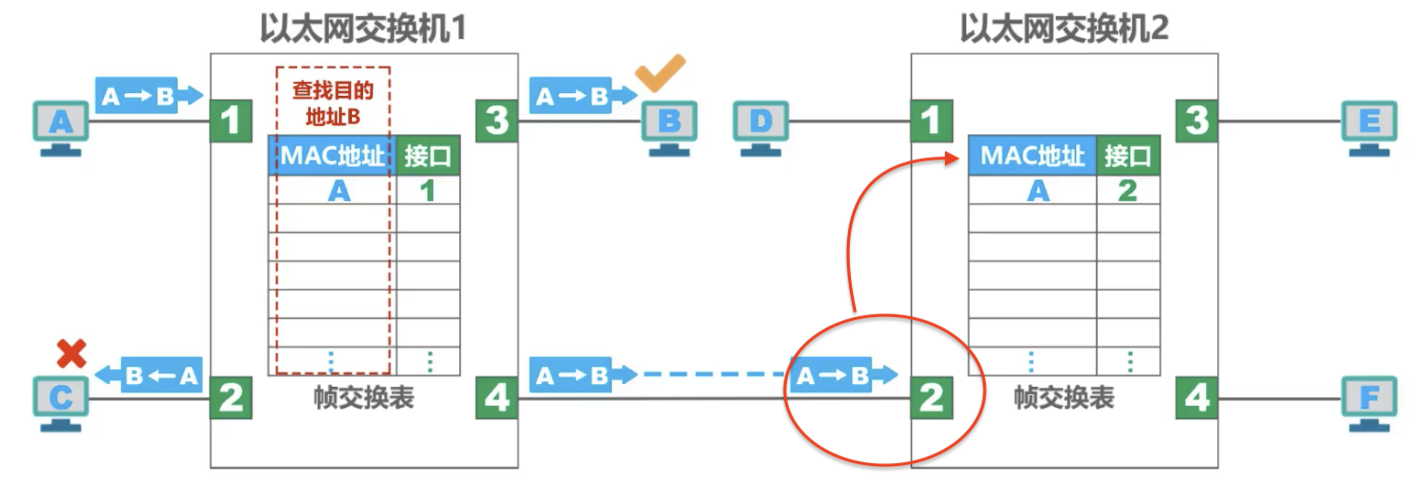 以太网交换机1
以太网交换机2
A→B
查找目的
地址B
A→B
A
1
3
B
D
1
3
E
MAC地址 接口
A 1
⋮ ⋮
MAC地址 接口
A 2
⋮ ⋮
B←A
C
2
帧交换表
4
A→B
A→B
2
帧交换表
4
F